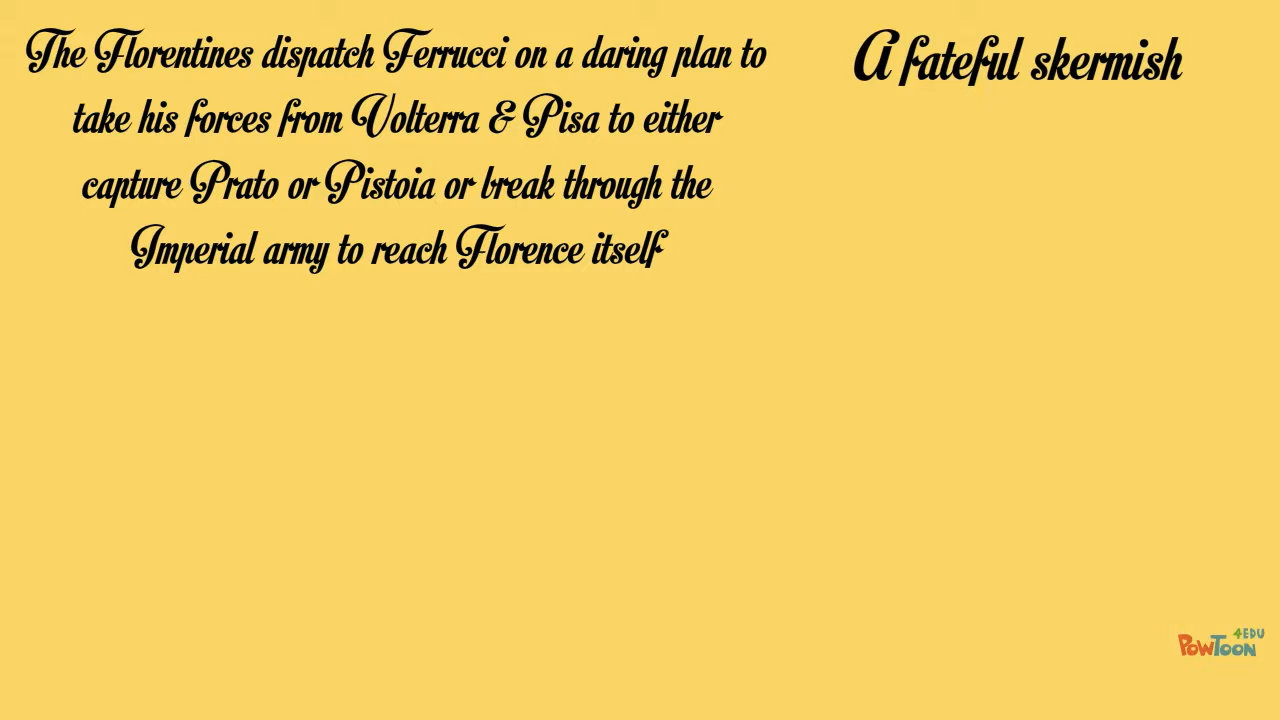 The Florentines dispatch Ferrucci on a daring plan to
take his forces from Volterra & Pisa to either
capture Prato or Pistoia or break through the
Imperial army to reach Florence itself
A fateful skermish
4EDU
POWTOON